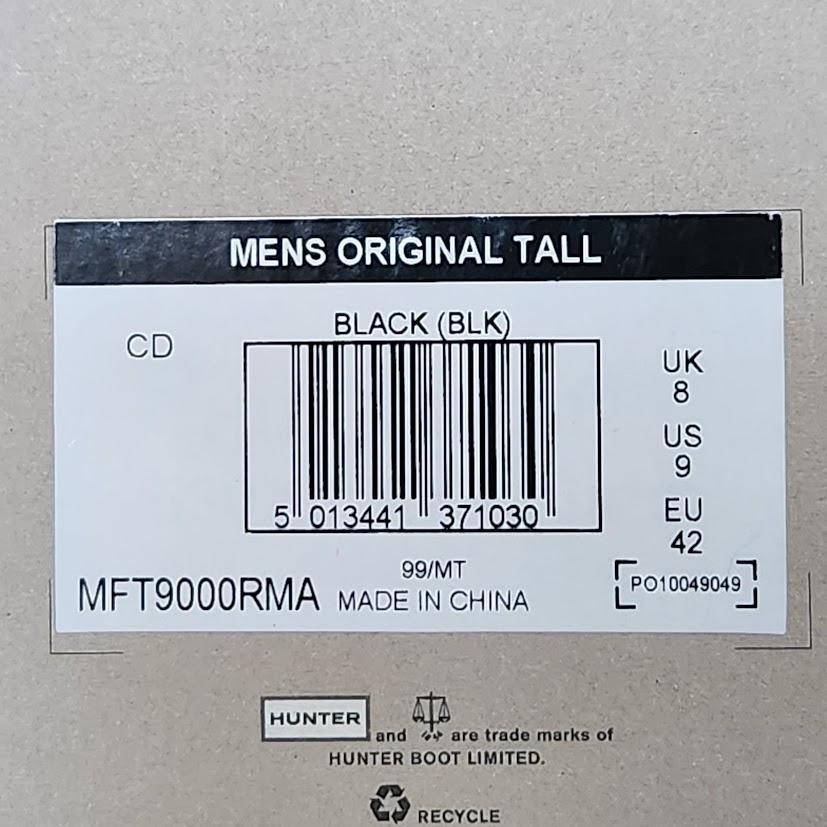 MENS ORIGINAL TALL
BLACK (BLK)
CD
5 013441 371030
UK
8
US
9
EU
42
99/MT
MFT9000RMA MADE IN CHINA
PO10049049
HUNTER and are trade marks of
HUNTER BOOT LIMITED.
RECYCLE